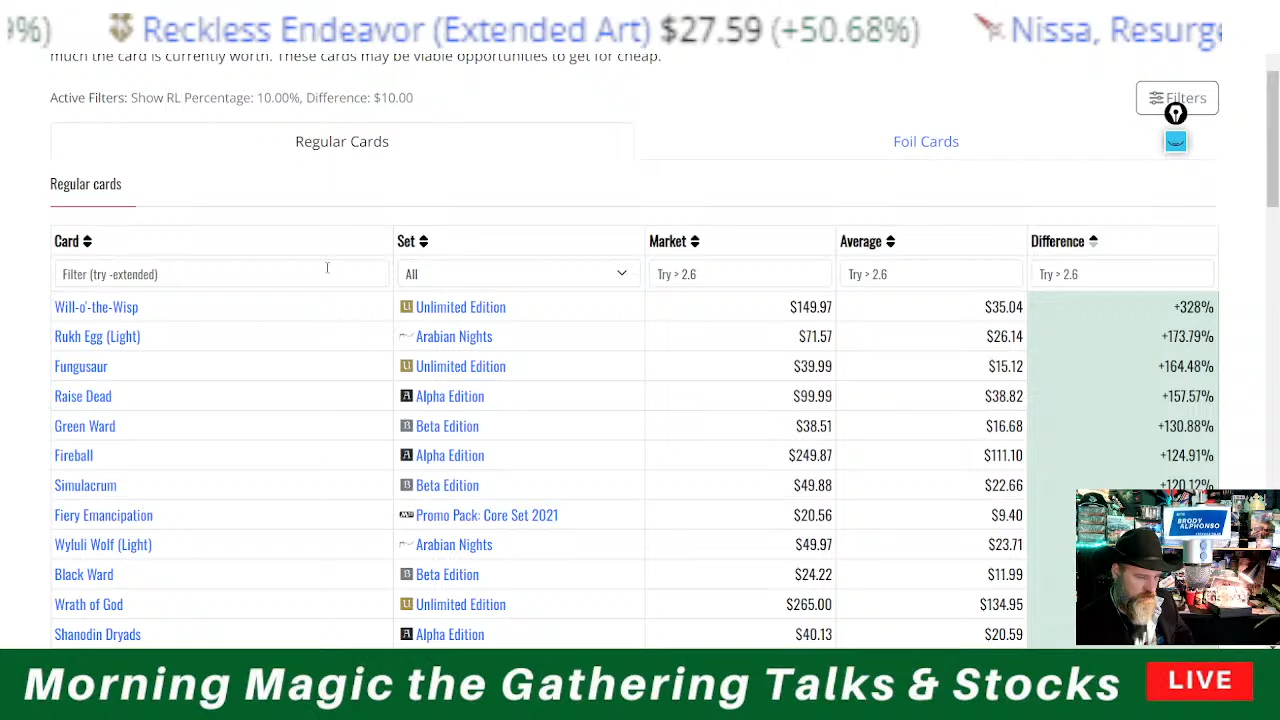 9%) Reckless Endeavor (Extended Art) $27.59 (+50.68%) Nissa, Resurge
much the card is currently worth. These cards may be viable opportunities to get for cheap.
Active Filters: Show RL Percentage: 10.00%, Difference: $10.00
Filters
Regular Cards Foil Cards
Regular cards
Card Set Market Average Difference
Filter (try -extended) All Try > 2.6 Try > 2.6 Try > 2.6
Will-o'-the-Wisp Unlimited Edition $149.97 $35.04 +328%
Rukh Egg (Light) Arabian Nights $71.57 $26.14 +173.79%
Fungusaur Unlimited Edition $39.99 $15.12 +164.48%
Raise Dead Alpha Edition $99.99 $38.82 +157.57%
Green Ward Beta Edition $38.51 $16.68 +130.88%
Fireball Alpha Edition $249.87 $111.10 +124.91%
Simulacrum Beta Edition $49.88 $22.66 +120.12%
Fiery Emancipation Promo Pack: Core Set 2021 $20.56 $9.40
Wyluli Wolf (Light) Arabian Nights $49.97 $23.71
Black Ward Beta Edition $24.22 $11.99
Wrath of God Unlimited Edition $265.00 $134.95
Shanodin Dryads Alpha Edition $40.13 $20.59
BRODY
ALPHONSO
Morning Magic the Gathering Talks & Stocks LIVE